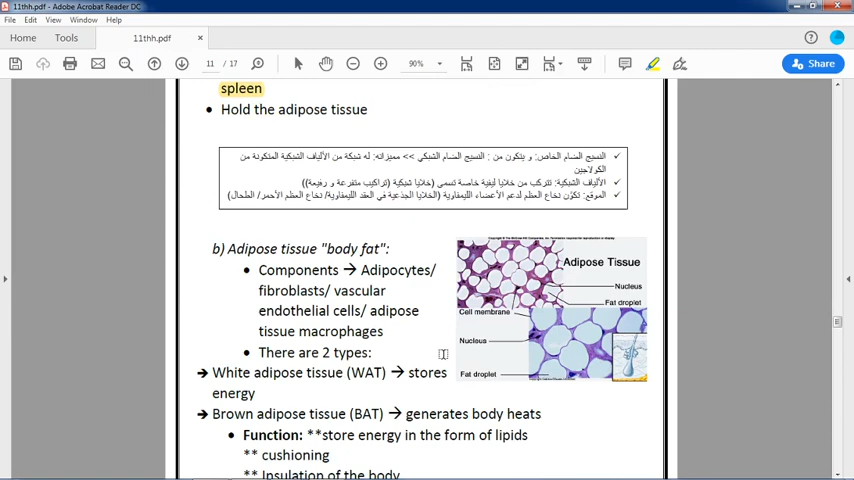 11thh.pdf - Adobe Acrobat Reader DC
File Edit View Window Help
Home Tools 11thh.pdf ×
11 / 17 90% Share
spleen
• Hold the adipose tissue
✓ النسيج الضام الخاص: و يتكون من : النسيج الضام الشبكي >> مميزاته: له شبكة من الألياف الشبكية المتكونة من
الكولاجين
✓ الألياف الشبكية: تتركب من خلايا ليفية خاصة تسمى (خلايا شبكية (تراكيب متفرعة و رفيعة))
✓ الموقع: تكوّن نخاع العظم لدعم الأعضاء الليمفاوية (الخلايا الجذعية في العقد الليمفاوية/ نخاع العظم الأحمر/ الطحال)
b) Adipose tissue "body fat":
• Components → Adipocytes/
fibroblasts/ vascular
endothelial cells/ adipose
tissue macrophages
• There are 2 types:
Adipose Tissue
Nucleus
Fat droplet
Cell membrane
Nucleus
Fat droplet
➔ White adipose tissue (WAT) → stores
energy
➔ Brown adipose tissue (BAT) → generates body heats
• Function: **store energy in the form of lipids
** cushioning
** Insulation of the body